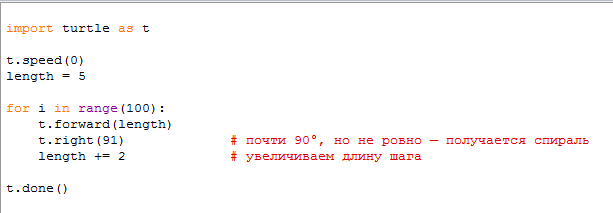 import turtle as t
t.speed(0)
length = 5
for i in range(100):
t.forward(length)
t.right(91) # почти 90°, но не ровно — получается спираль
length += 2 # увеличиваем длину шага
t.done()